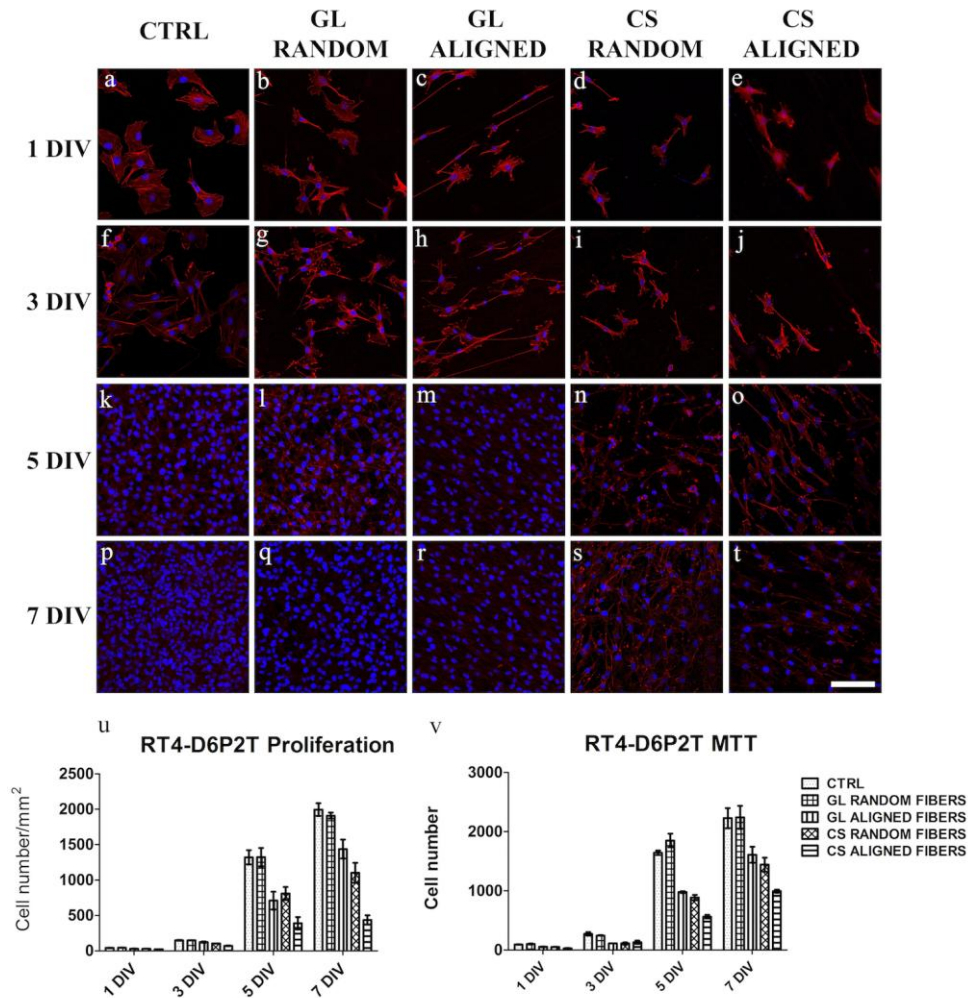 CTRL
GL
RANDOM
GL
ALIGNED
CS
RANDOM
CS
ALIGNED
1 DIV
a
b
c
d
e
3 DIV
f
g
h
i
j
5 DIV
k
l
m
n
o
7 DIV
p
q
r
s
t
u
RT4-D6P2T Proliferation
Cell number/mm²
2500
2000
1500
1000
500
0
1 DIV
3 DIV
5 DIV
7 DIV
v
RT4-D6P2T MTT
Cell number
3000
2000
1000
0
1 DIV
3 DIV
5 DIV
7 DIV
CTRL
GL RANDOM FIBERS
GL ALIGNED FIBERS
CS RANDOM FIBERS
CS ALIGNED FIBERS